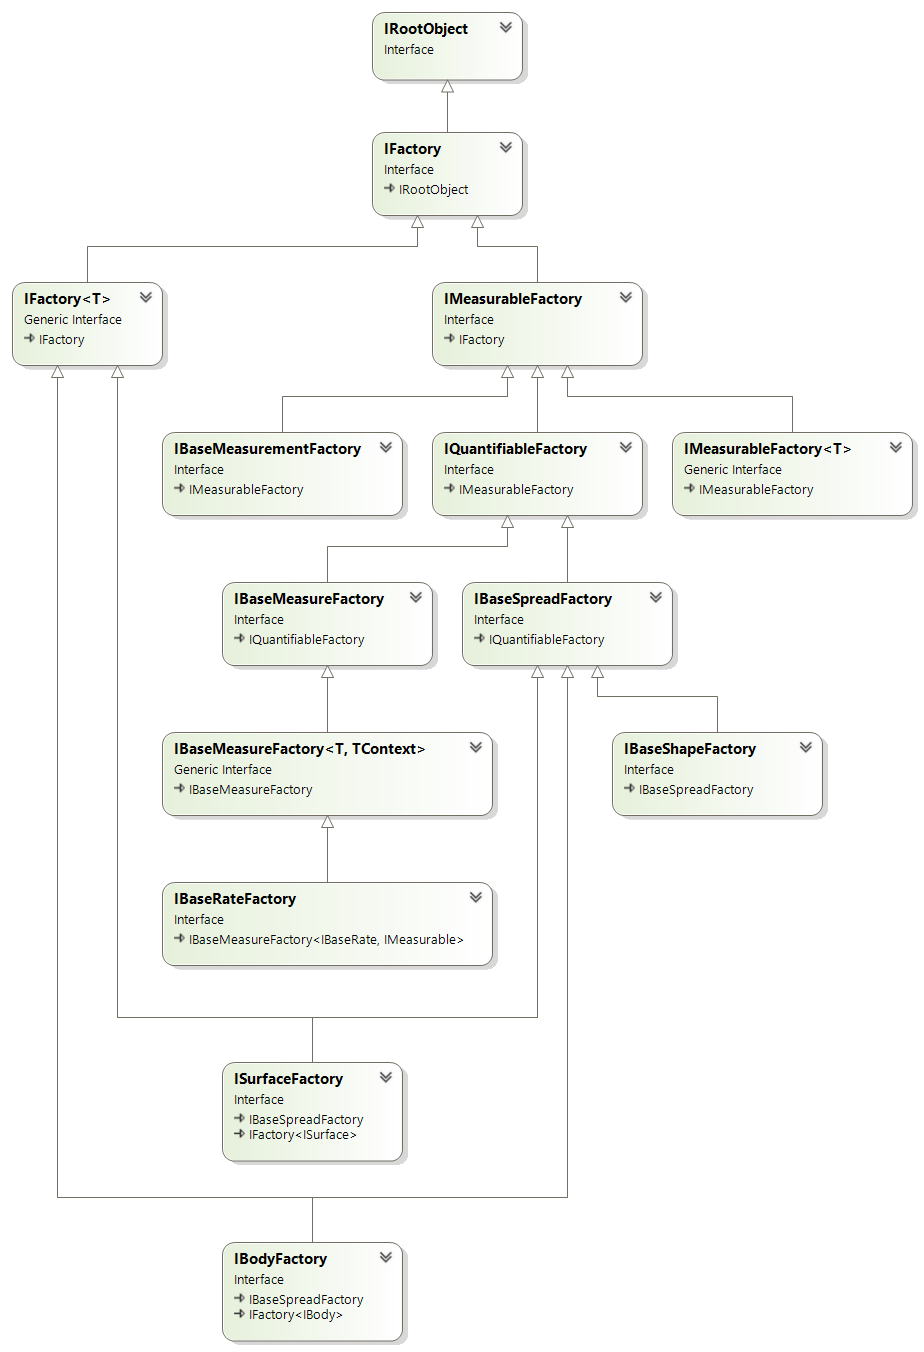 IRootObject
Interface
IFactory
Interface
IRootObject
IFactory<T>
Generic Interface
IFactory
IMeasurableFactory
Interface
IFactory
IBaseMeasurementFactory
Interface
IMeasurableFactory
IQuantifiableFactory
Interface
IMeasurableFactory
IMeasurableFactory<T>
Generic Interface
IMeasurableFactory
IBaseMeasureFactory
Interface
IQuantifiableFactory
IBaseSpreadFactory
Interface
IQuantifiableFactory
IBaseMeasureFactory<T, TContext>
Generic Interface
IBaseMeasureFactory
IBaseShapeFactory
Interface
IBaseSpreadFactory
IBaseRateFactory
Interface
IBaseMeasureFactory<IBaseRate, IMeasurable>
ISurfaceFactory
Interface
IBaseSpreadFactory
IFactory<ISurface>
IBodyFactory
Interface
IBaseSpreadFactory
IFactory<IBody>